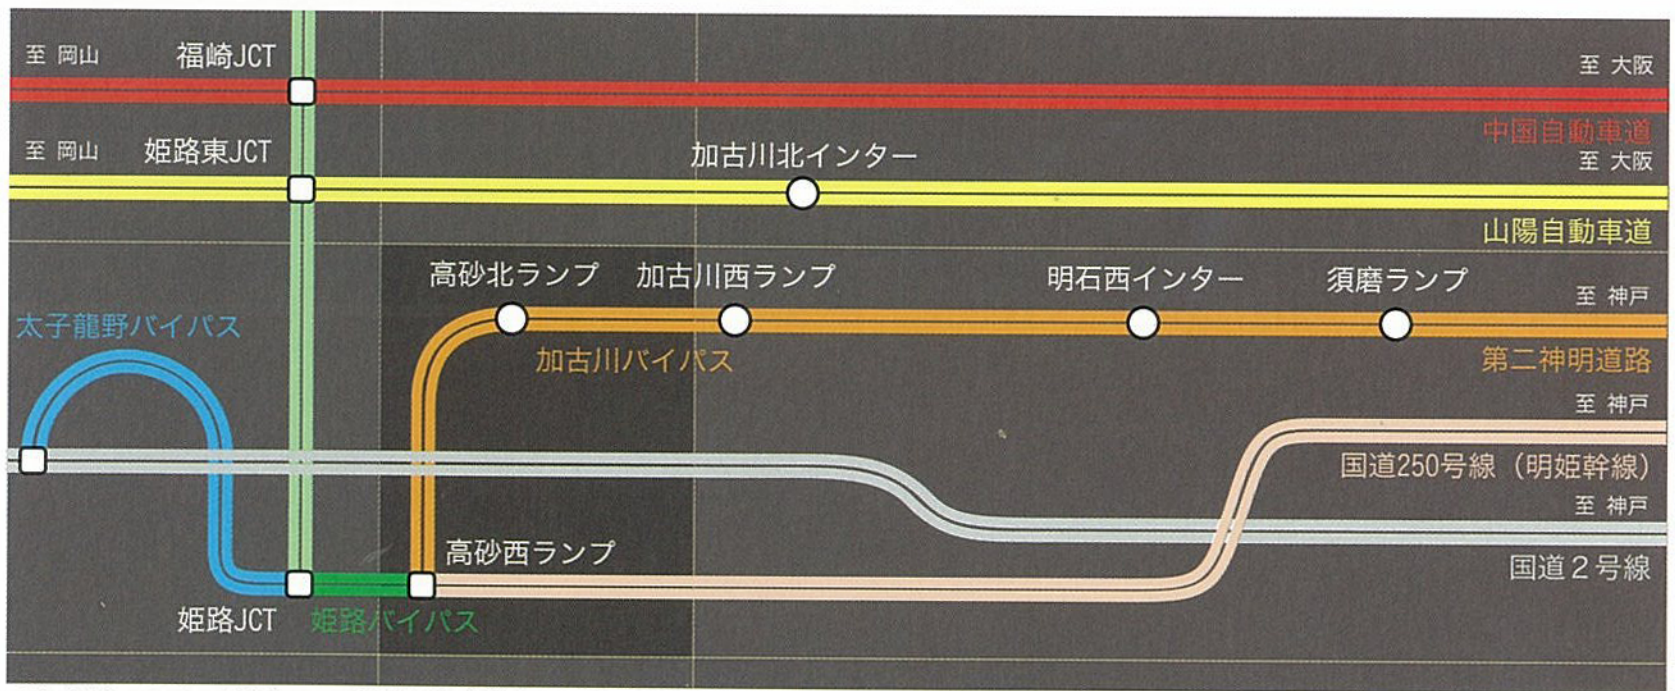 至 岡山
福崎JCT
至 大阪
中国自動車道
至 岡山
姫路東JCT
加古川北インター
至 大阪
山陽自動車道
高砂北ランプ
加古川西ランプ
明石西インター
須磨ランプ
至 神戸
太子龍野バイパス
加古川バイパス
第二神明道路
至 神戸
国道250号線（明姫幹線）
至 神戸
高砂西ランプ
国道２号線
姫路JCT
姫路バイパス